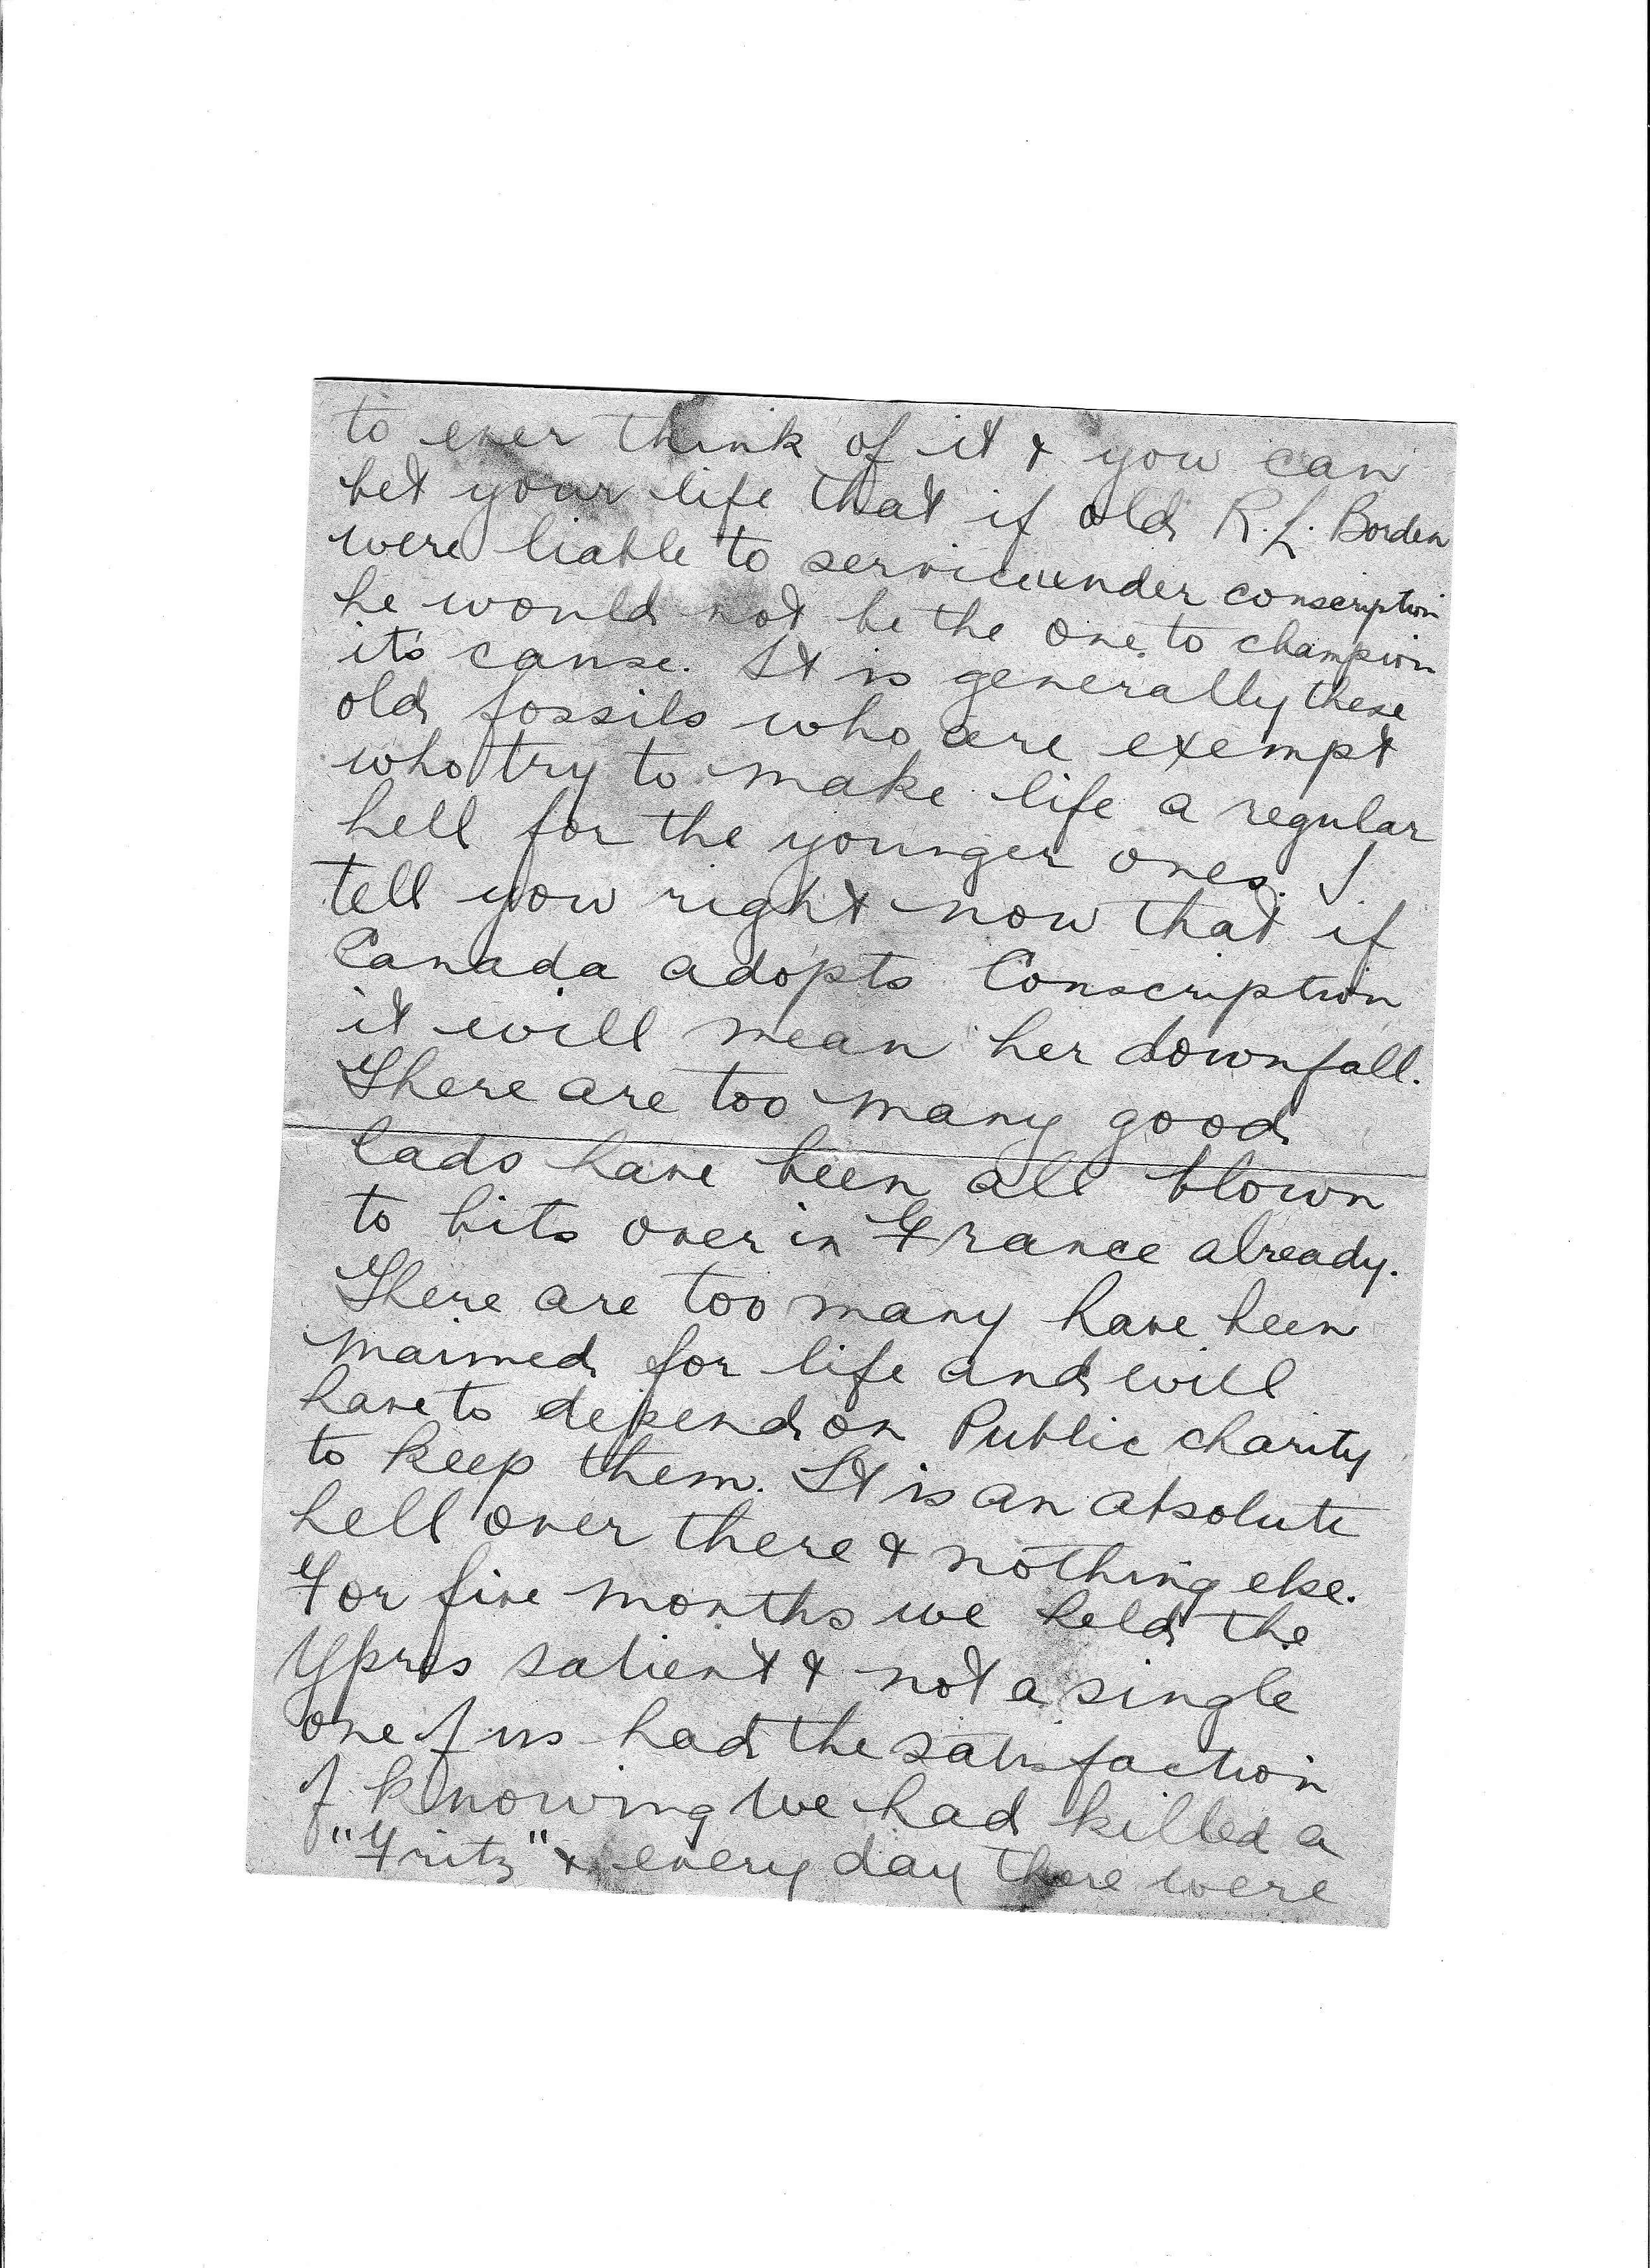 to ever think of it & you can
bet your life that if old R.L. Borden
were liable to service under conscription
he would not be the one to champion
it's cause. It is generally these
old fossils who are exempt
who try to make life a regular
hell for the younger ones. I
tell you right now that if
Canada adopts Conscription
it will mean her downfall.
There are too many good
lads have been all blown
to bits over in France already.
There are too many have been
maimed for life and will
have to depend on Public charity
to keep them. It is an absolute
hell over there & nothing else.
For five months we held the
Ypres salient & not a single
one of us had the satisfaction
of knowing we had killed a
"Fritz" & every day there were